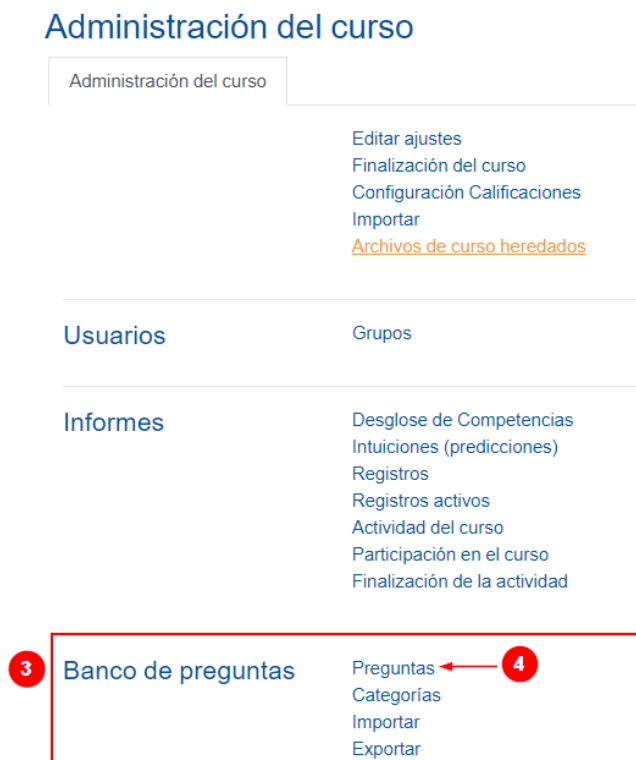 Administración del curso
Administración del curso
Editar ajustes
Finalización del curso
Configuración Calificaciones
Importar
Archivos de curso heredados
Usuarios
Grupos
Informes
Desglose de Competencias
Intuiciones (predicciones)
Registros
Registros activos
Actividad del curso
Participación en el curso
Finalización de la actividad
3
Banco de preguntas
Preguntas
4
Categorías
Importar
Exportar